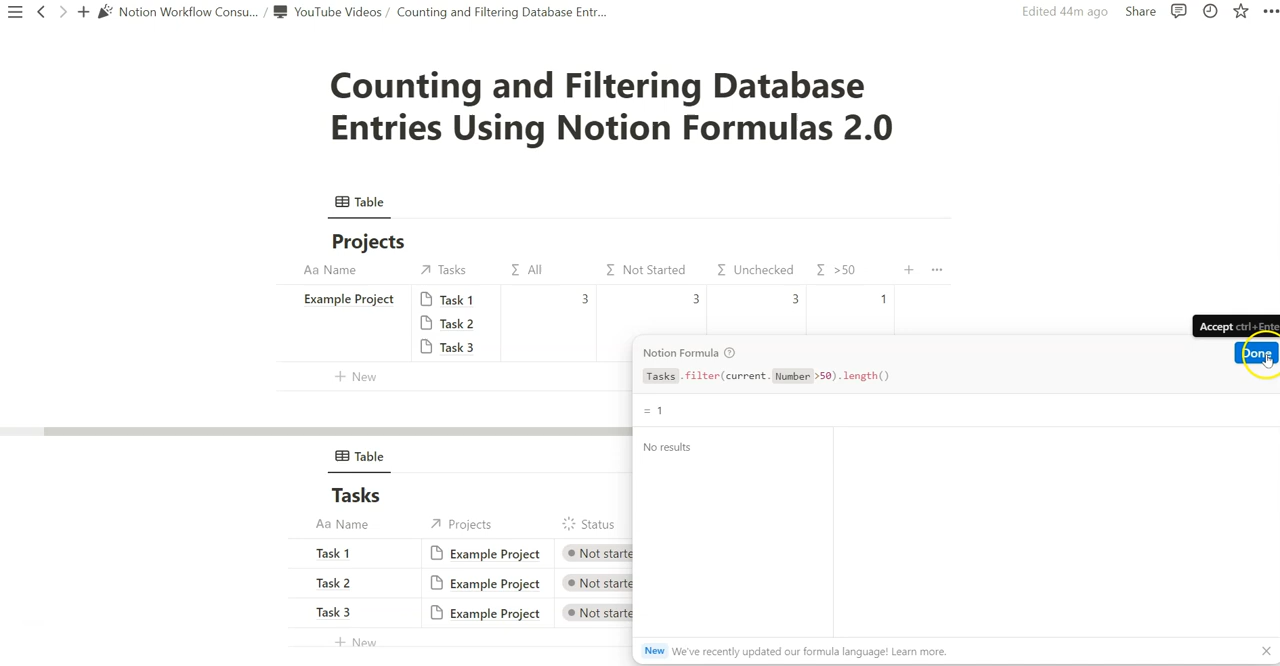 Notion Workflow Consu... / YouTube Videos / Counting and Filtering Database Entr... Edited 44m ago Share
Counting and Filtering Database
Entries Using Notion Formulas 2.0
Table
Projects
Aa Name Tasks Σ All Σ Not Started Σ Unchecked Σ >50
Example Project Task 1 3 3 3 1
Task 2
Task 3
+ New
Accept ctrl+Ente
Notion Formula
Done
Tasks.filter(current.Number>50).length()
= 1
No results
Table
Tasks
Aa Name Projects Status
Task 1 Example Project Not starte
Task 2 Example Project Not starte
Task 3 Example Project Not starte
+ New
New We've recently updated our formula language! Learn more.